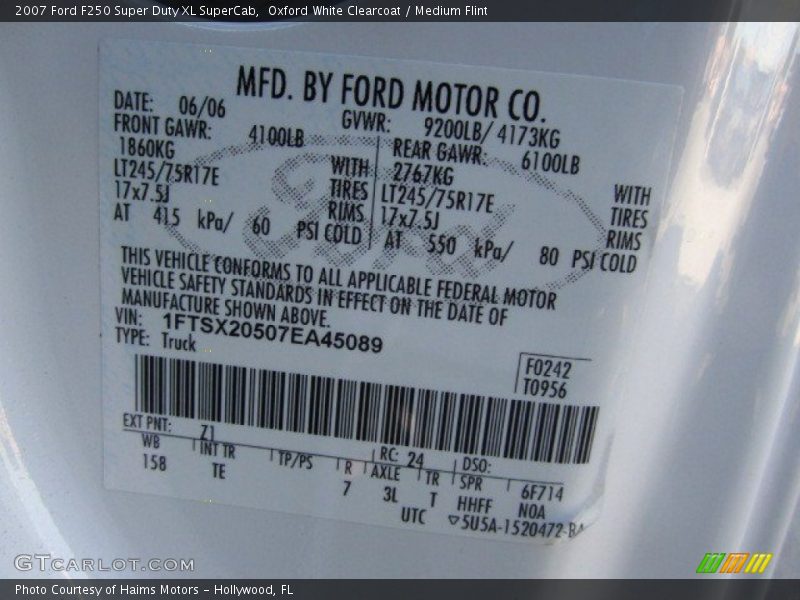 2007 Ford F250 Super Duty XL SuperCab, Oxford White Clearcoat / Medium Flint
MFD. BY FORD MOTOR CO.
DATE: 06/06 GVWR: 9200LB/ 4173KG
FRONT GAWR: 4100LB REAR GAWR: 6100LB
1860KG WITH 2767KG WITH
LT245/75R17E TIRES LT245/75R17E TIRES
17x7.5J RIMS 17x7.5J RIMS
AT 415 kPa/ 60 PSI COLD AT 550 kPa/ 80 PSI COLD
Ford
THIS VEHICLE CONFORMS TO ALL APPLICABLE FEDERAL MOTOR
VEHICLE SAFETY STANDARDS IN EFFECT ON THE DATE OF
MANUFACTURE SHOWN ABOVE.
VIN: 1FTSX20507EA45089
TYPE: Truck
F0242
T0956
EXT PNT: Z1 RC: 24 DSO:
WB INT TR TP/PS R AXLE TR SPR 6F714
158 TE 7 3L T HHFF NOA
UTC ▽5U5A-1520472-BA
GTCARLOT.COM
Photo Courtesy of Haims Motors – Hollywood, FL